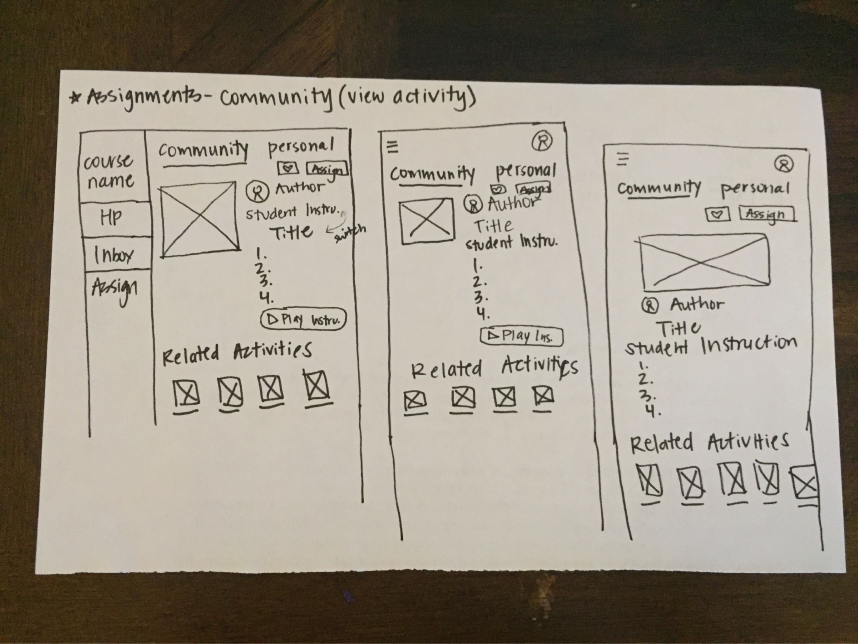 * Assignments - Community (view activity)
course name
HP
Inbox
Assign
Community personal
Assign
R Author
Student Instru.
Title switch
1.
2.
3.
4.
Play Instru.
Related Activities
R
Community personal
Assign
R Author
Title
Student Instru.
1.
2.
3.
4.
Play Ins.
Related Activities
R
Community personal
Assign
R Author
Title
Student Instruction
1.
2.
3.
4.
Related Activities